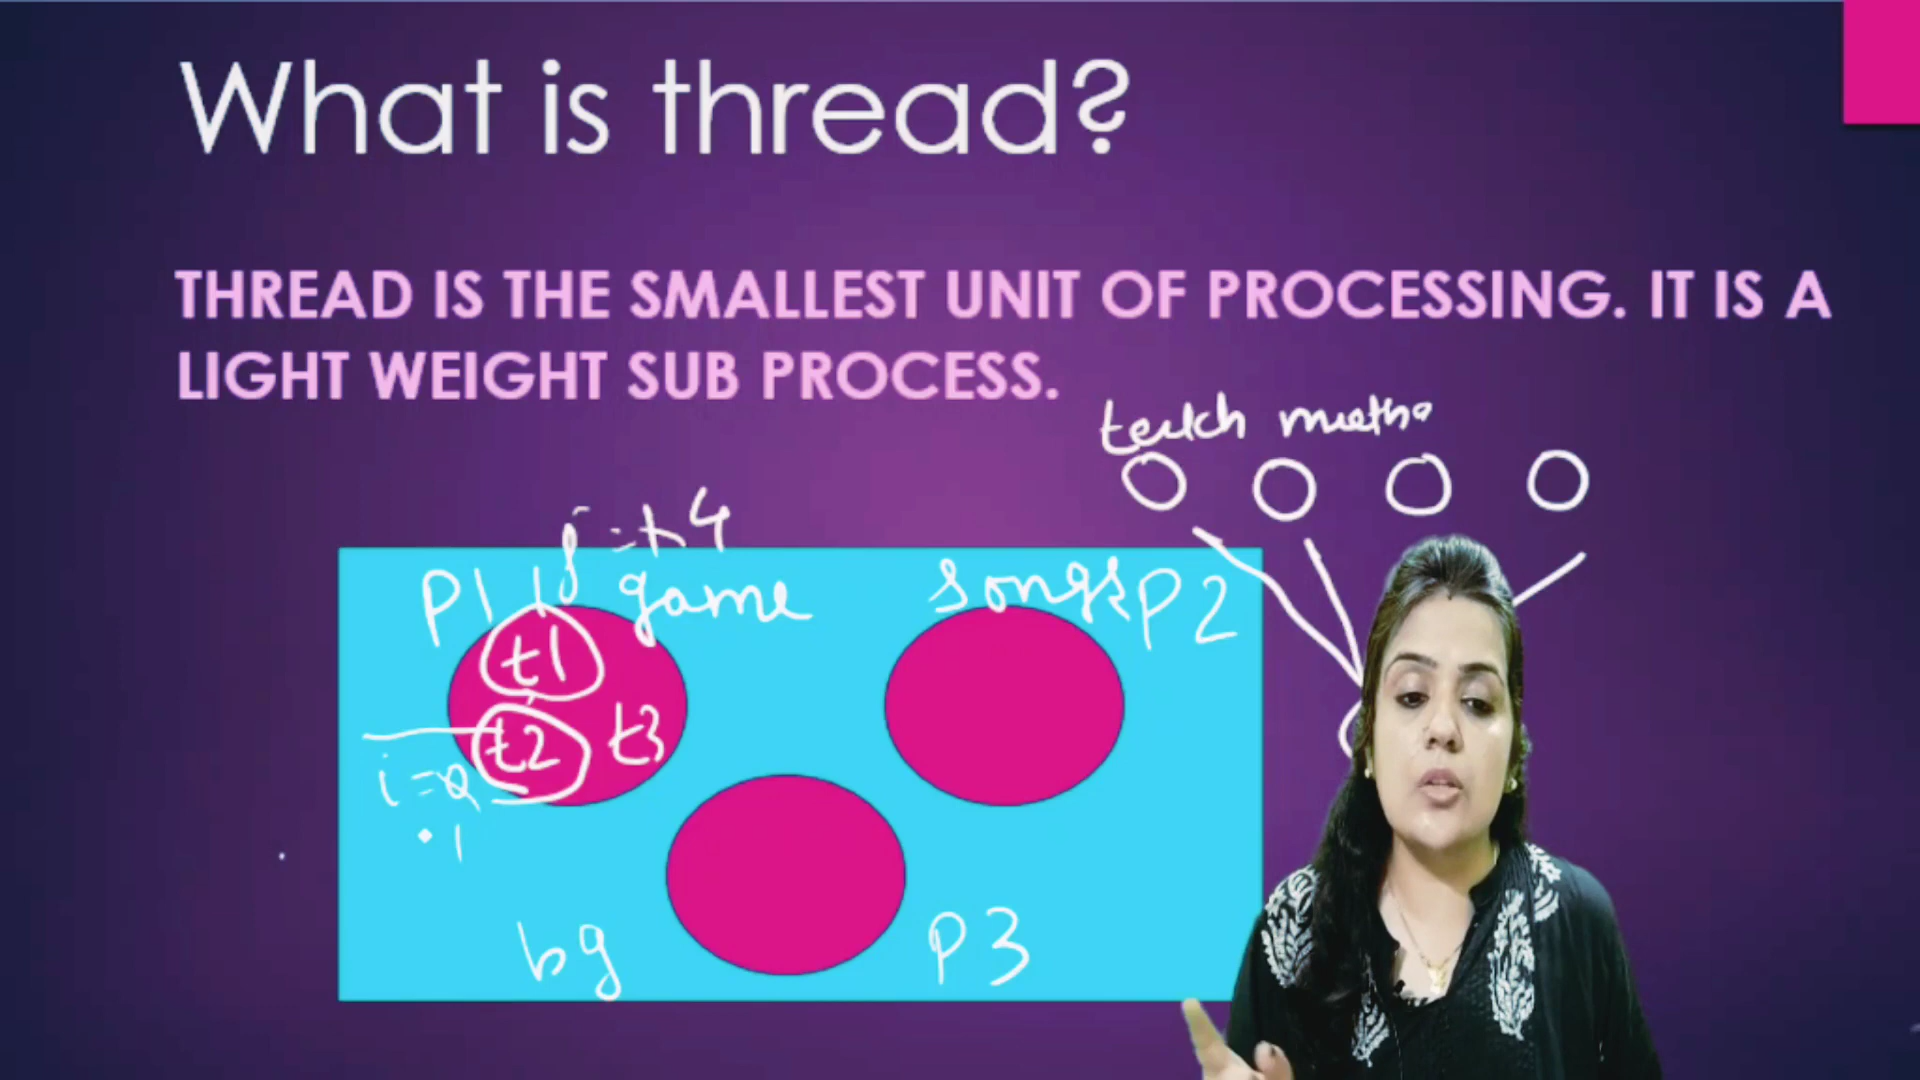 What is thread?
THREAD IS THE SMALLEST UNIT OF PROCESSING. IT IS A
LIGHT WEIGHT SUB PROCESS.
P1 game
songs P2
t1
t2 t3
i=2
bg P3